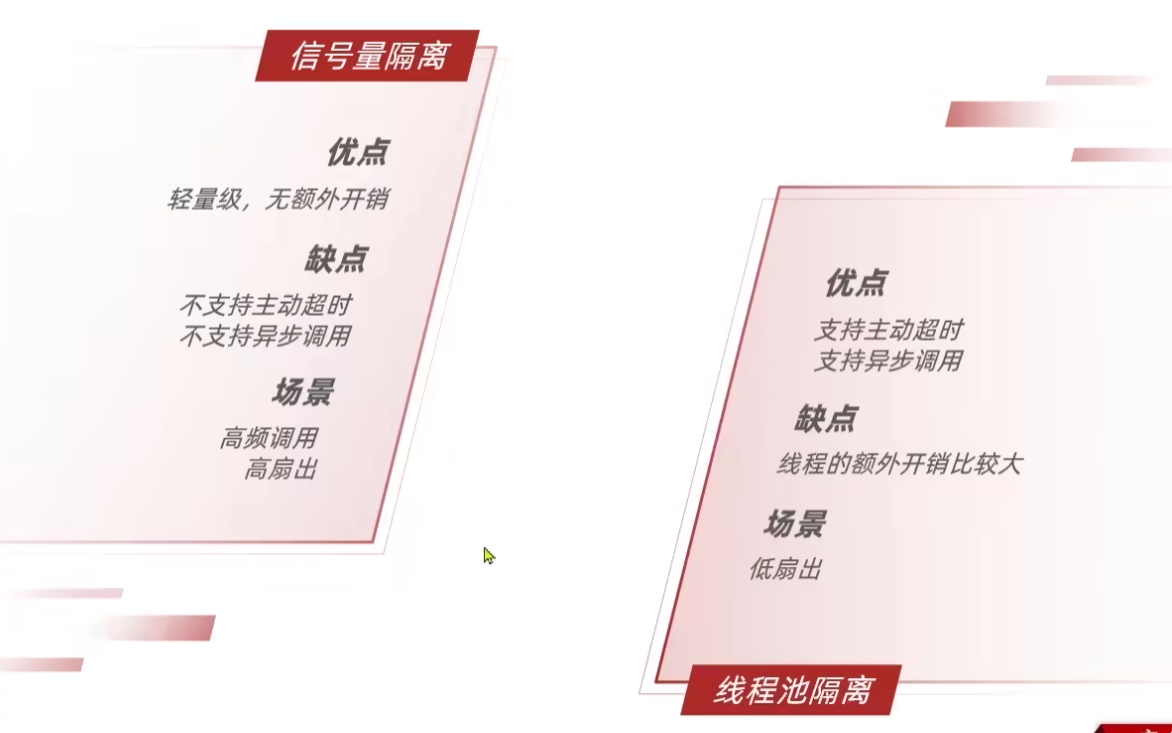 信号量隔离
优点
轻量级，无额外开销
缺点
不支持主动超时
不支持异步调用
场景
高频调用
高扇出
优点
支持主动超时
支持异步调用
缺点
线程的额外开销比较大
场景
低扇出
线程池隔离